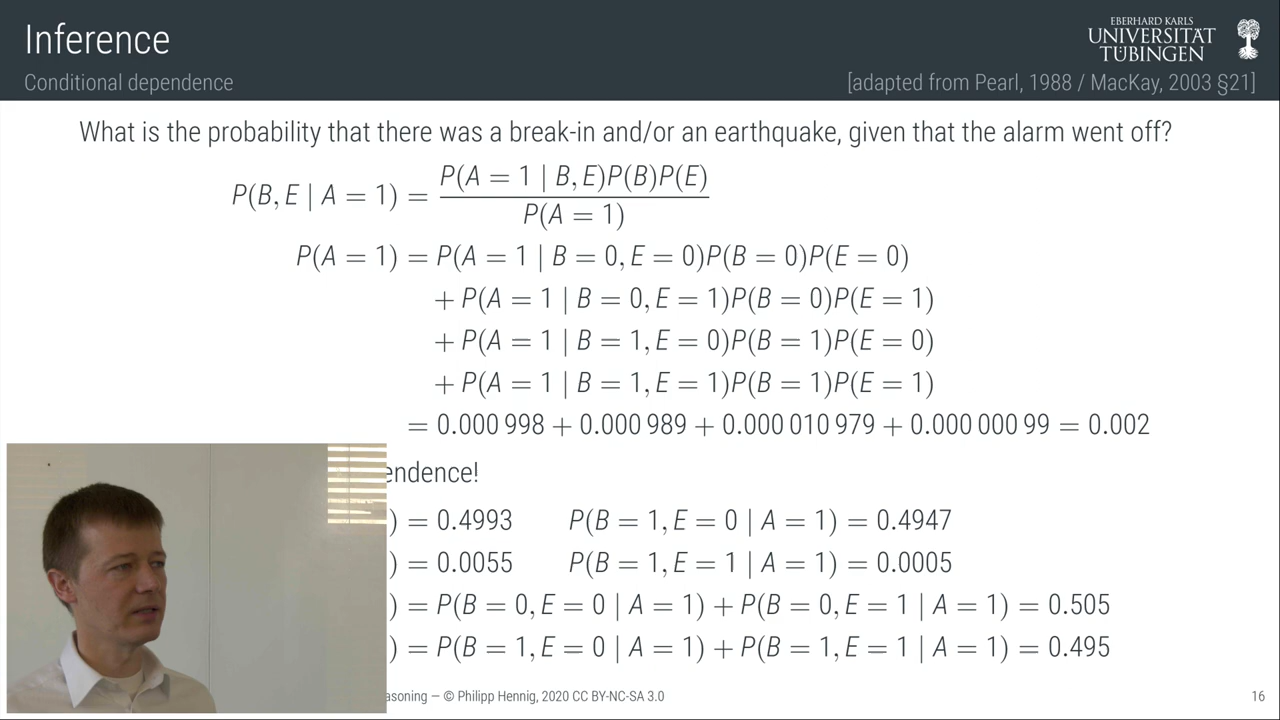 Inference
EBERHARD KARLS
UNIVERSITÄT
TÜBINGEN
Conditional dependence
[adapted from Pearl, 1988 / MacKay, 2003 §21]
What is the probability that there was a break-in and/or an earthquake, given that the alarm went off?
P(B, E | A = 1) = P(A = 1 | B, E)P(B)P(E)
P(A = 1)
P(A = 1) = P(A = 1 | B = 0, E = 0)P(B = 0)P(E = 0)
+ P(A = 1 | B = 0, E = 1)P(B = 0)P(E = 1)
+ P(A = 1 | B = 1, E = 0)P(B = 1)P(E = 0)
+ P(A = 1 | B = 1, E = 1)P(B = 1)P(E = 1)
= 0.000 998 + 0.000 989 + 0.000 010 979 + 0.000 000 99 = 0.002
endence!
) = 0.4993 P(B = 1, E = 0 | A = 1) = 0.4947
) = 0.0055 P(B = 1, E = 1 | A = 1) = 0.0005
) = P(B = 0, E = 0 | A = 1) + P(B = 0, E = 1 | A = 1) = 0.505
) = P(B = 1, E = 0 | A = 1) + P(B = 1, E = 1 | A = 1) = 0.495
asoning — © Philipp Hennig, 2020 CC BY-NC-SA 3.0
16